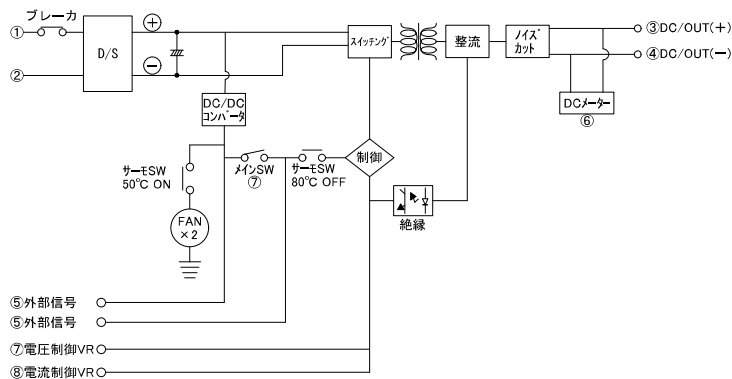 ブレーカ
①
②
D/S
+
−
スイッチング
整流
ノイズ
カット
③DC/OUT(+)
④DC/OUT(−)
DCメーター
⑥
DC/DC
コンバータ
サーモSW
50℃ ON
メインSW
⑦
サーモSW
80℃ OFF
制御
FAN
×2
絶縁
⑤外部信号
⑤外部信号
⑦電圧制御VR
⑧電流制御VR